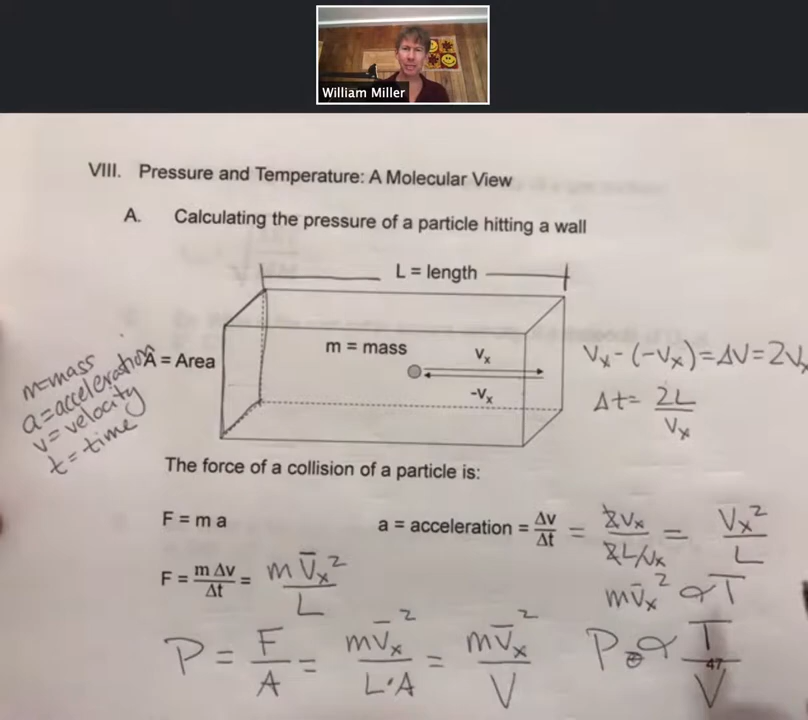 William Miller
VIII. Pressure and Temperature: A Molecular View
A. Calculating the pressure of a particle hitting a wall
L = length
m = mass
Vx
-Vx
A = Area
m=mass
a=acceleration
v=velocity
t=time
Vx-(-Vx)=ΔV=2Vx
Δt= 2L/Vx
The force of a collision of a particle is:
F = m a
a = acceleration = Δv/Δt = 2Vx/2L/Vx = Vx²/L
F = m Δv/Δt = m V̄x²/L
mv̄x² ∝ T
P = F/A = mv̄x²/L·A = mv̄x²/V
P ∝ T/V
47